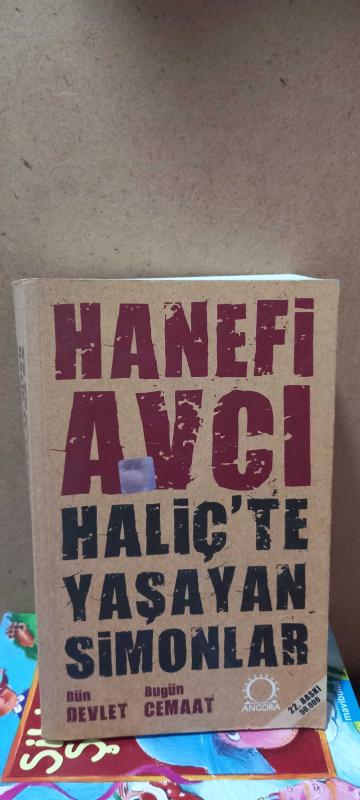 HANEFİ
AVCI
HALİÇ'TE
YAŞAYAN
SİMONLAR
Dün
DEVLET
Bugün
CEMAAT
ANGORA
22. BASKI
50.000